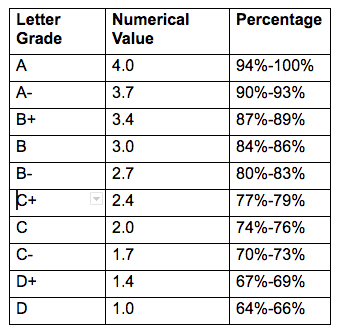 Letter Grade Numerical Value Percentage
A 4.0 94%-100%
A- 3.7 90%-93%
B+ 3.4 87%-89%
B 3.0 84%-86%
B- 2.7 80%-83%
C+ 2.4 77%-79%
C 2.0 74%-76%
C- 1.7 70%-73%
D+ 1.4 67%-69%
D 1.0 64%-66%